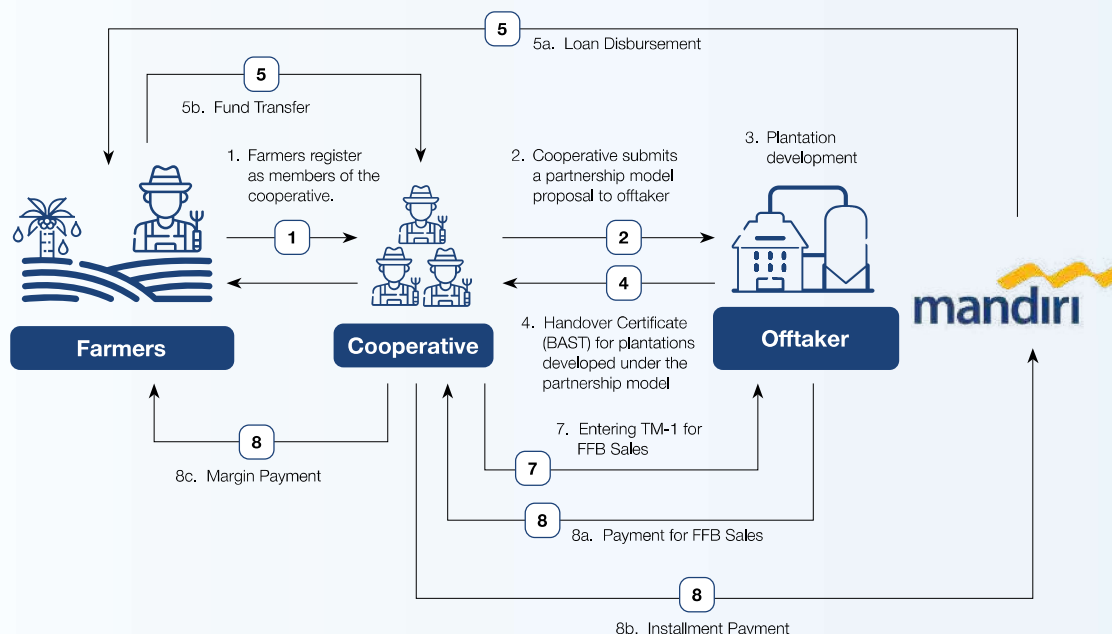 5
5a. Loan Disbursement
5
5b. Fund Transfer
1. Farmers register
as members of the
cooperative.
2. Cooperative submits
a partnership model
proposal to offtaker
3. Plantation
development
1
2
4
mandiri
Farmers
Cooperative
4. Handover Certificate
(BAST) for plantations
developed under the
partnership model
Offtaker
8
8c. Margin Payment
7. Entering TM-1 for
FFB Sales
7
8
8a. Payment for FFB Sales
8
8b. Installment Payment